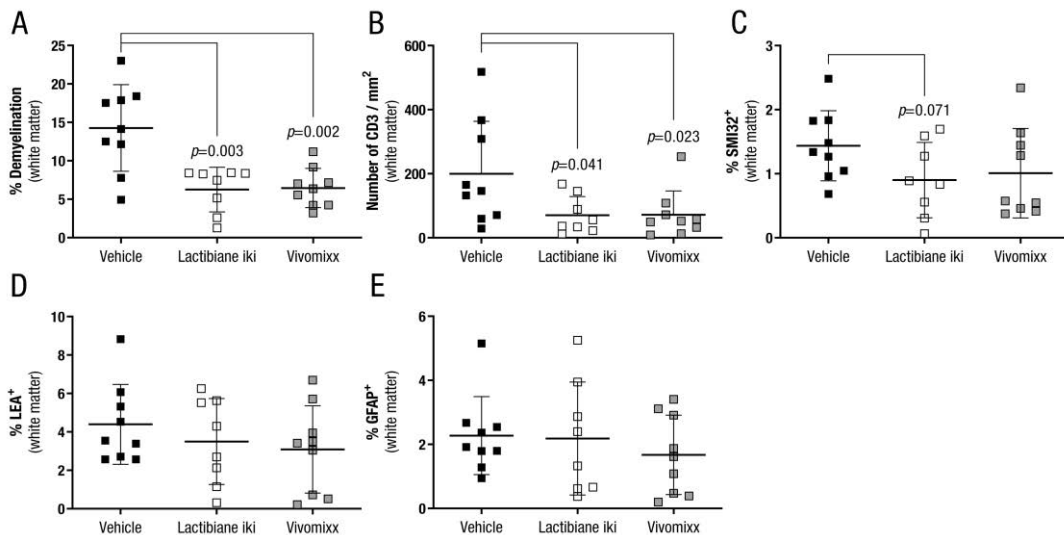 A
% Demyelination
(white matter)
25
20
15
10
5
0
p=0.003
p=0.002
Vehicle
Lactibiane iki
Vivomixx
B
Number of CD3 / mm²
(white matter)
600
400
200
0
p=0.041
p=0.023
Vehicle
Lactibiane iki
Vivomixx
C
% SMI32⁺
(white matter)
3
2
1
0
p=0.071
Vehicle
Lactibiane iki
Vivomixx
D
% LEA⁺
(white matter)
10
8
6
4
2
0
Vehicle
Lactibiane iki
Vivomixx
E
% GFAP⁺
(white matter)
6
4
2
0
Vehicle
Lactibiane iki
Vivomixx